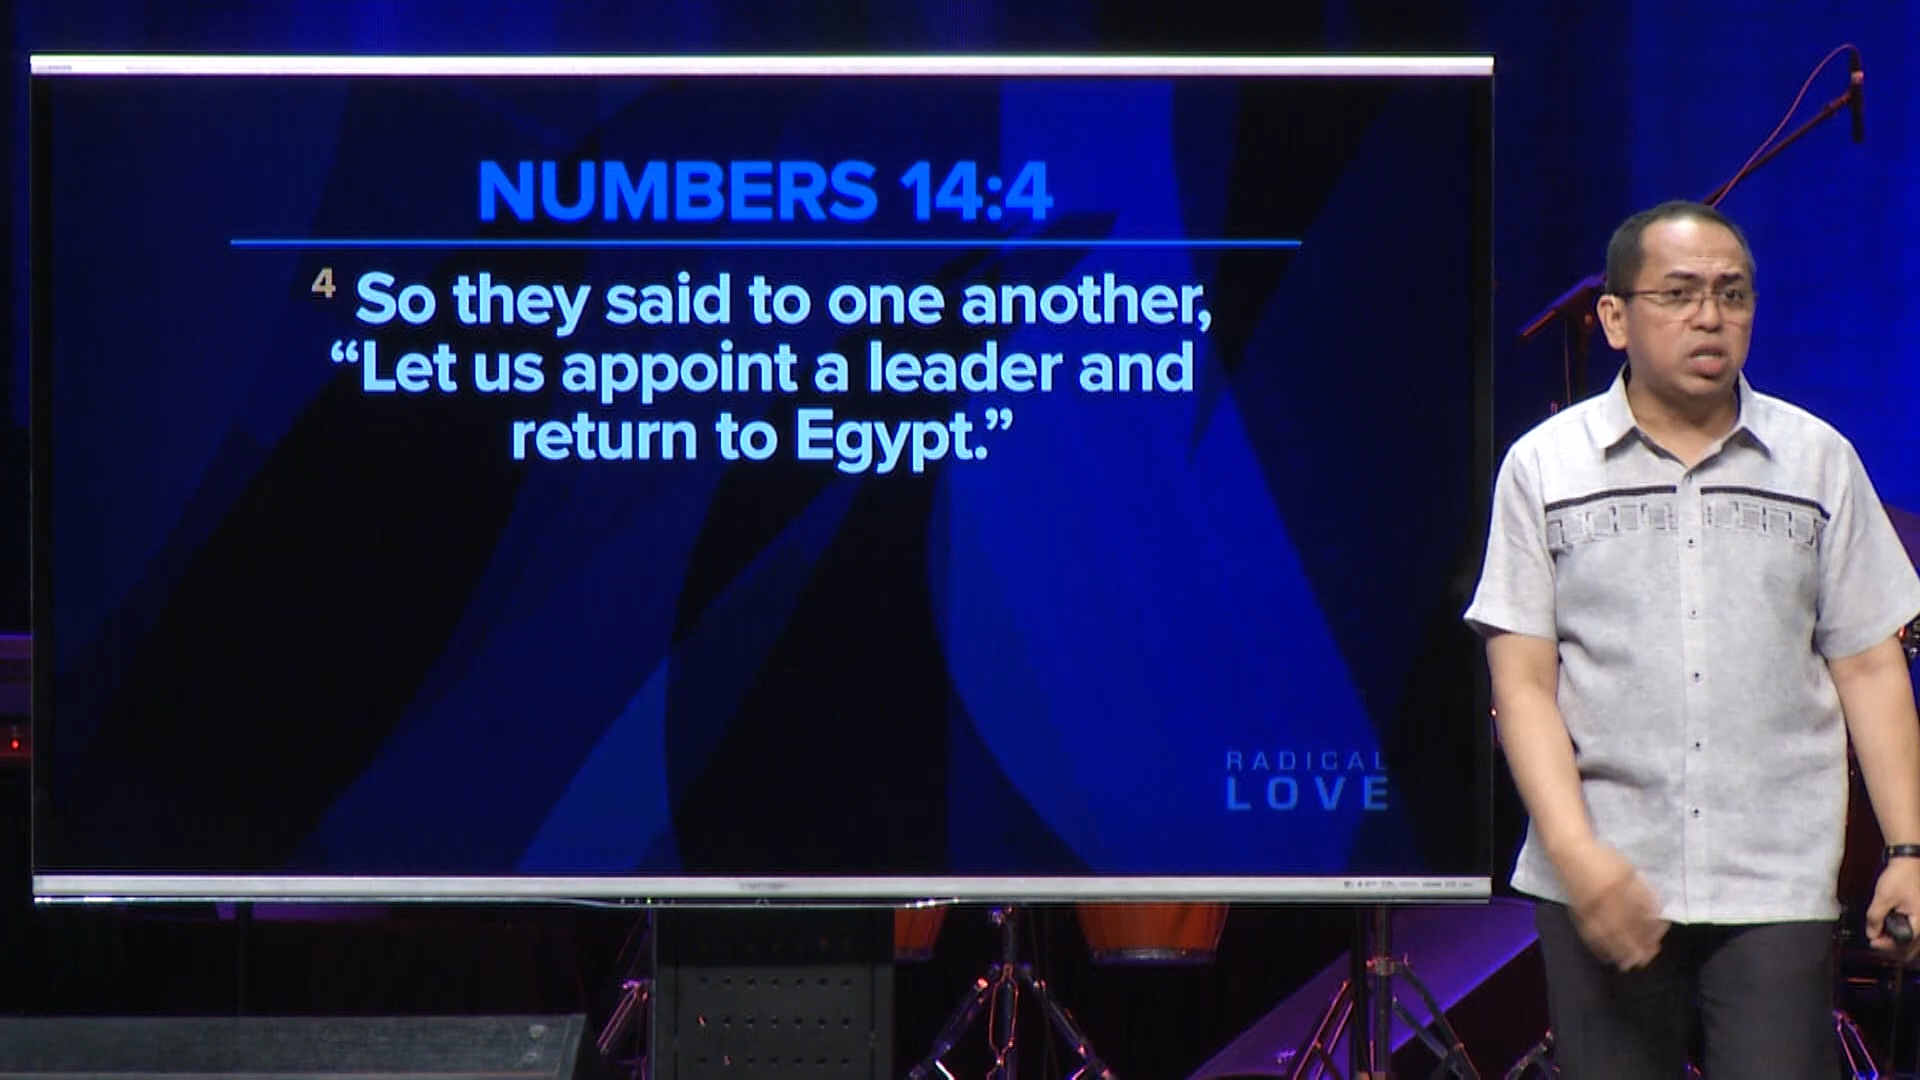 NUMBERS 14:4
4 So they said to one another,
“Let us appoint a leader and
return to Egypt.”
RADICAL
LOVE